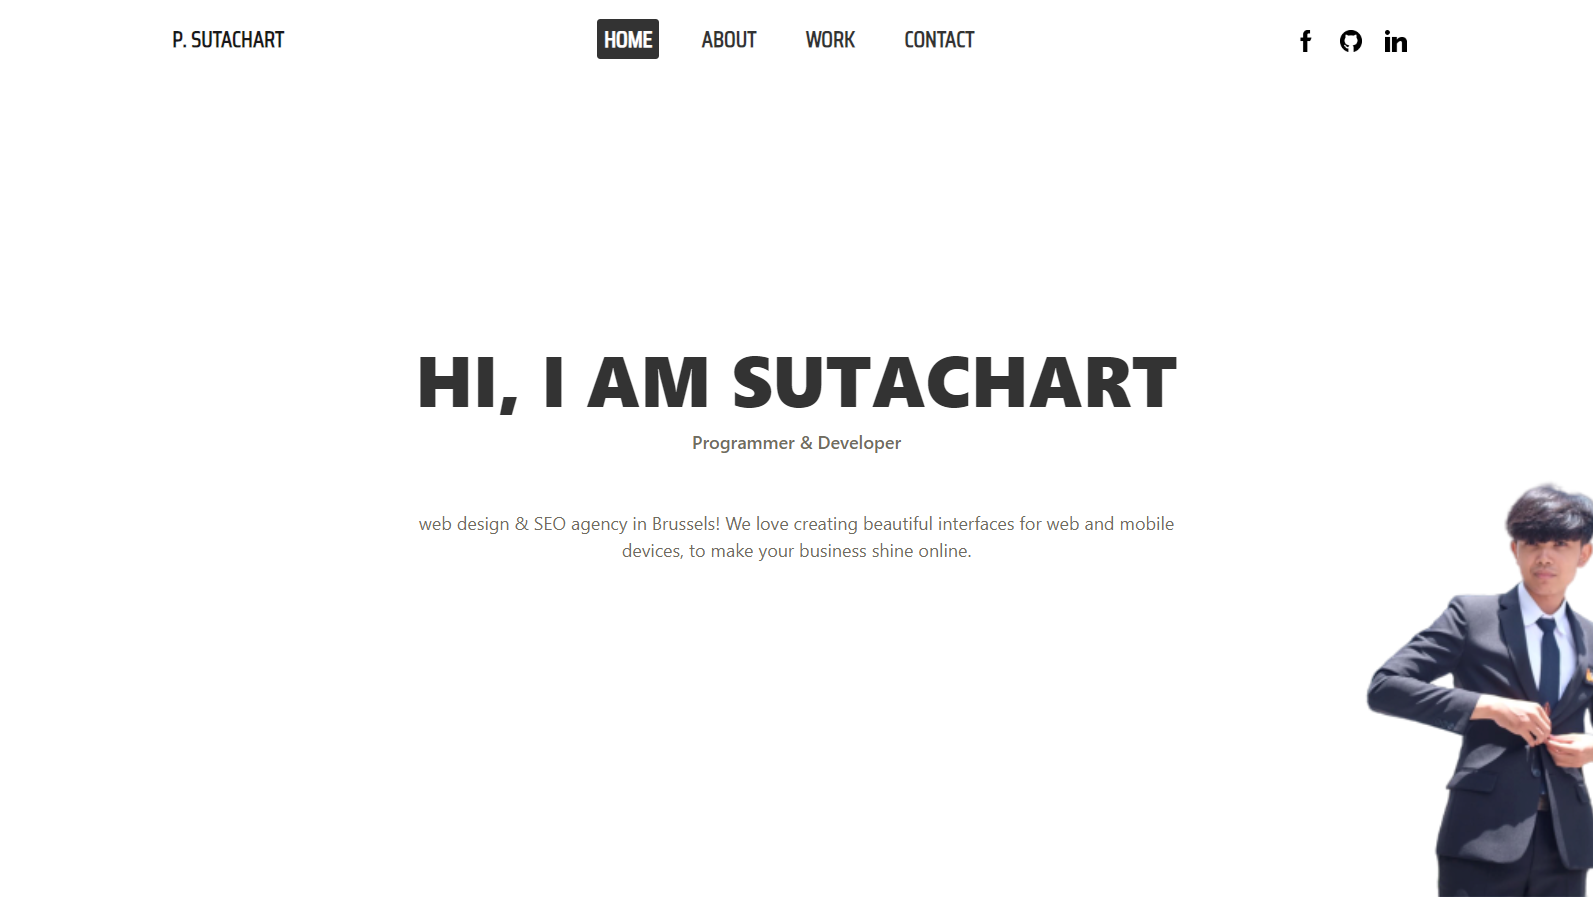 P. SUTACHART
HOME ABOUT WORK CONTACT
HI, I AM SUTACHART
Programmer & Developer
web design & SEO agency in Brussels! We love creating beautiful interfaces for web and mobile
devices, to make your business shine online.